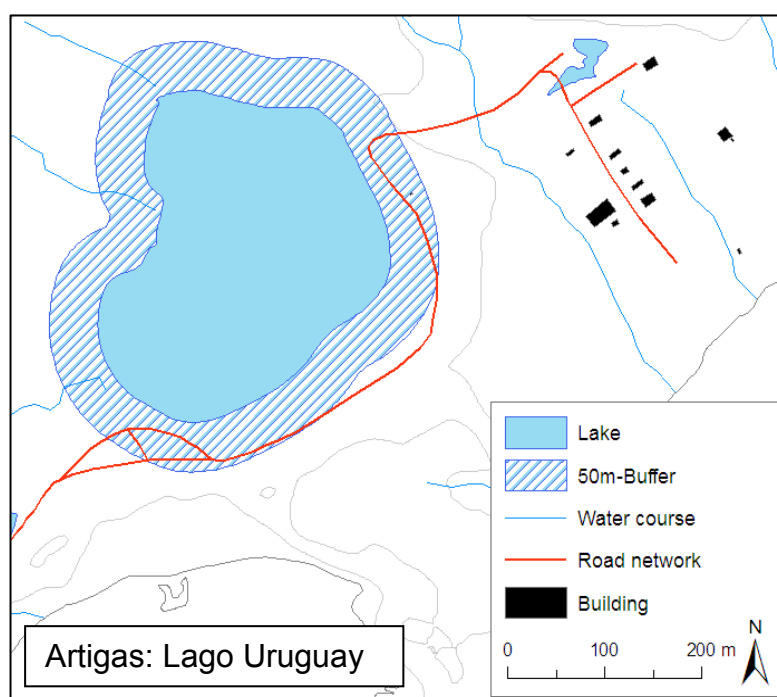 Lake
50m-Buffer
Water course
Road network
Building
N
0 100 200 m
Artigas: Lago Uruguay